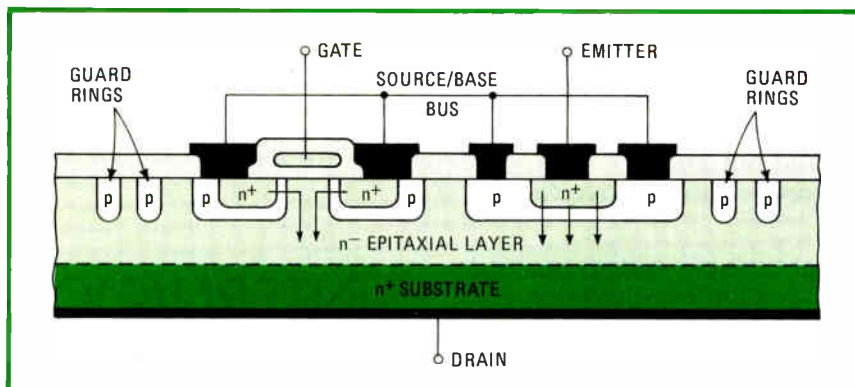 GATE
EMITTER
GUARD
RINGS
SOURCE/BASE
BUS
GUARD
RINGS
p p p n+ n+ p p n+ p p p
n− EPITAXIAL LAYER
n+ SUBSTRATE
DRAIN